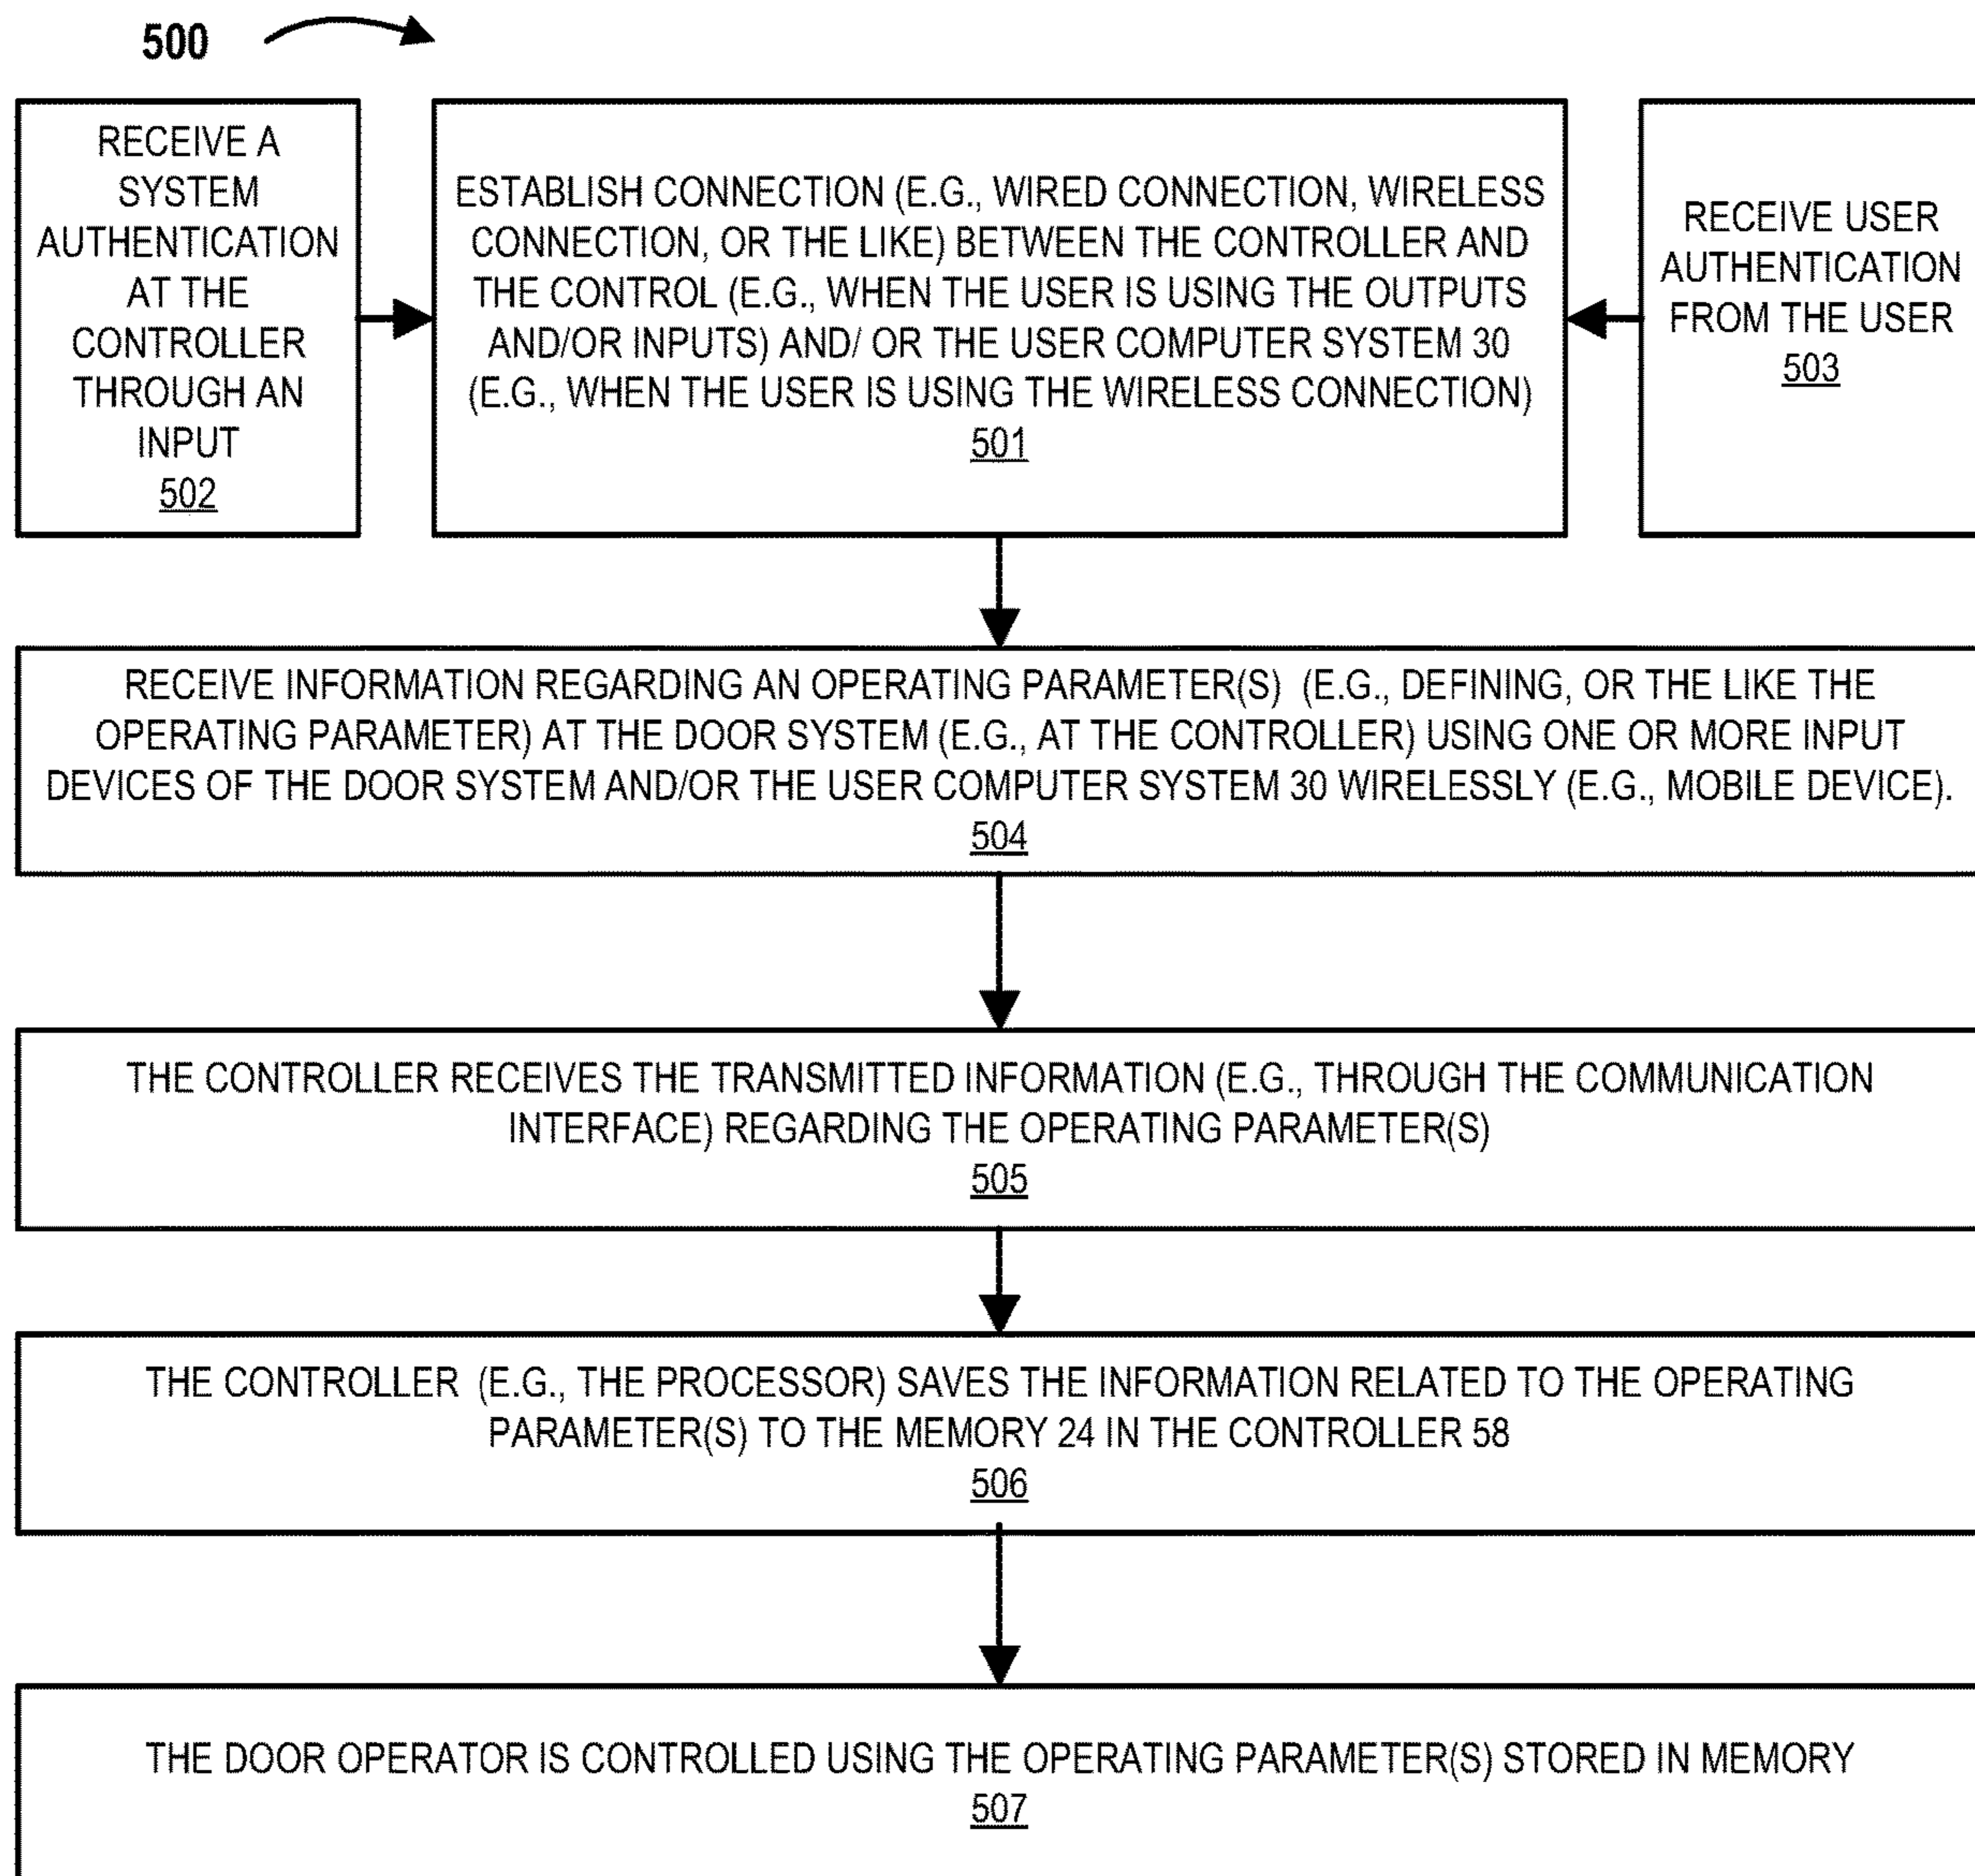 500
RECEIVE A
SYSTEM
AUTHENTICATION
AT THE
CONTROLLER
THROUGH AN
INPUT
502
ESTABLISH CONNECTION (E.G., WIRED CONNECTION, WIRELESS
CONNECTION, OR THE LIKE) BETWEEN THE CONTROLLER AND
THE CONTROL (E.G., WHEN THE USER IS USING THE OUTPUTS
AND/OR INPUTS) AND/ OR THE USER COMPUTER SYSTEM 30
(E.G., WHEN THE USER IS USING THE WIRELESS CONNECTION)
501
RECEIVE USER
AUTHENTICATION
FROM THE USER
503
RECEIVE INFORMATION REGARDING AN OPERATING PARAMETER(S) (E.G., DEFINING, OR THE LIKE THE
OPERATING PARAMETER) AT THE DOOR SYSTEM (E.G., AT THE CONTROLLER) USING ONE OR MORE INPUT
DEVICES OF THE DOOR SYSTEM AND/OR THE USER COMPUTER SYSTEM 30 WIRELESSLY (E.G., MOBILE DEVICE).
504
THE CONTROLLER RECEIVES THE TRANSMITTED INFORMATION (E.G., THROUGH THE COMMUNICATION
INTERFACE) REGARDING THE OPERATING PARAMETER(S)
505
THE CONTROLLER (E.G., THE PROCESSOR) SAVES THE INFORMATION RELATED TO THE OPERATING
PARAMETER(S) TO THE MEMORY 24 IN THE CONTROLLER 58
506
THE DOOR OPERATOR IS CONTROLLED USING THE OPERATING PARAMETER(S) STORED IN MEMORY
507